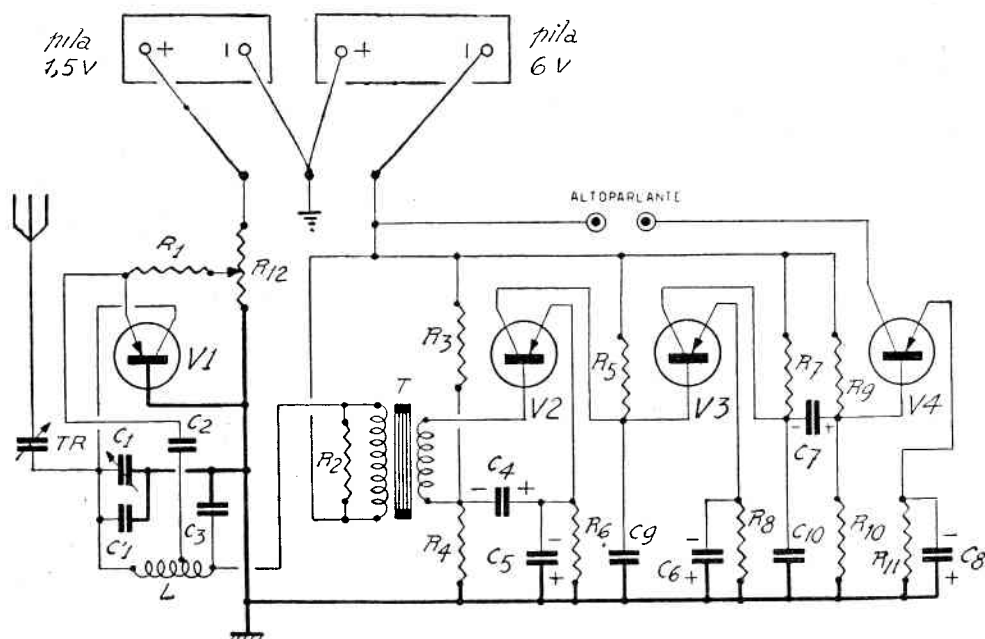 pila
1,5 V
+
I
+
I
pila
6 V
ALTOPARLANTE
R1
R12
V1
R3
V2
R5
V3
R7
R9
V4
T
TR
C1
C2
R2
- C4 +
- C7 +
C'1
C3
L
R4
C5
-
+
R6
C9
C6
-
+
R8
C10
R10
R11
-
C8
+